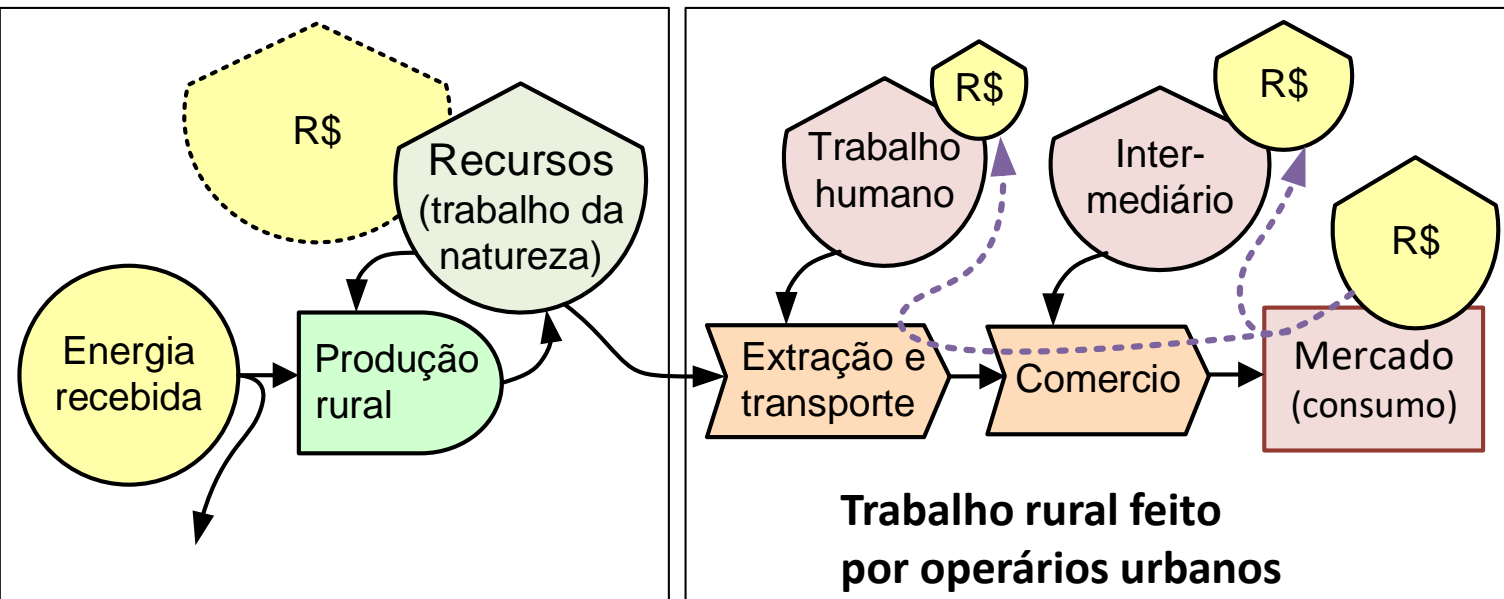 R$
Recursos
(trabalho da
natureza)
Energia
recebida
Produção
rural
Trabalho
humano
R$
Inter-
mediário
R$
R$
Extração e
transporte
Comercio
Mercado
(consumo)
Trabalho rural feito
por operários urbanos